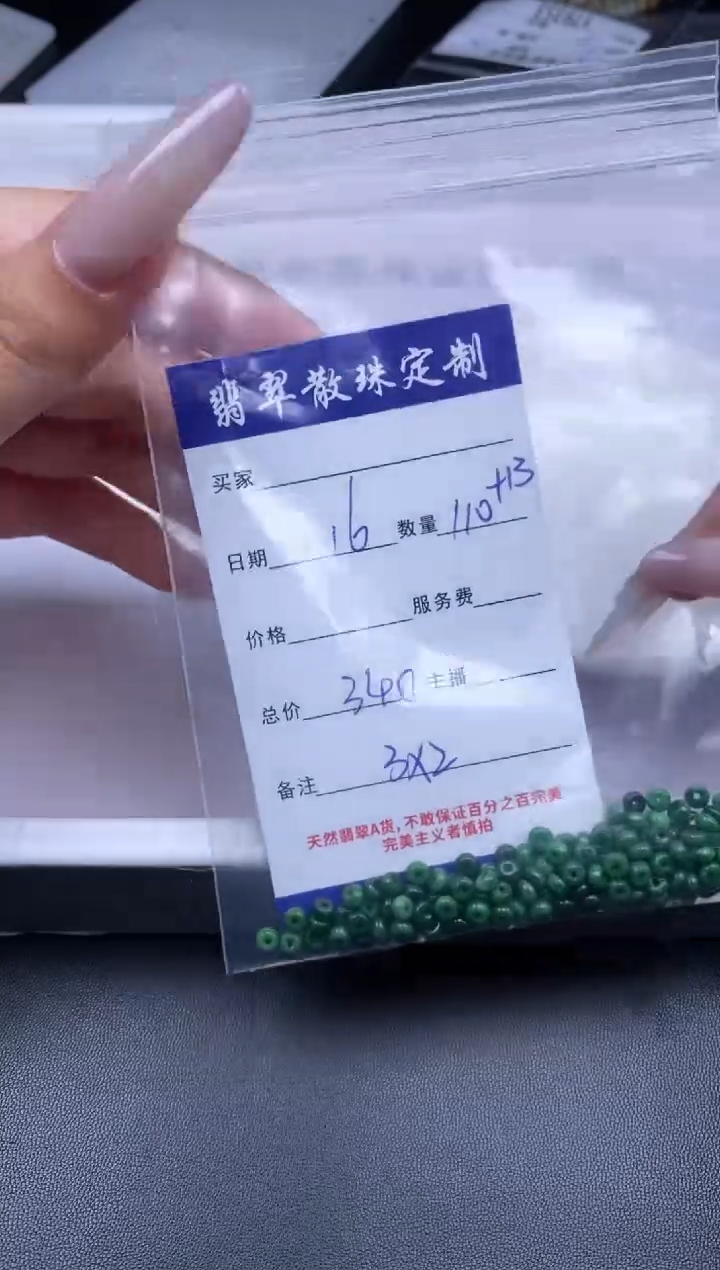 翡翠散珠定制
买家
日期 16 数量 110+13
价格 服务费
总价 340 主播
备注 3x2
天然翡翠A货,不敢保证百分之百完美
完美主义者慎拍